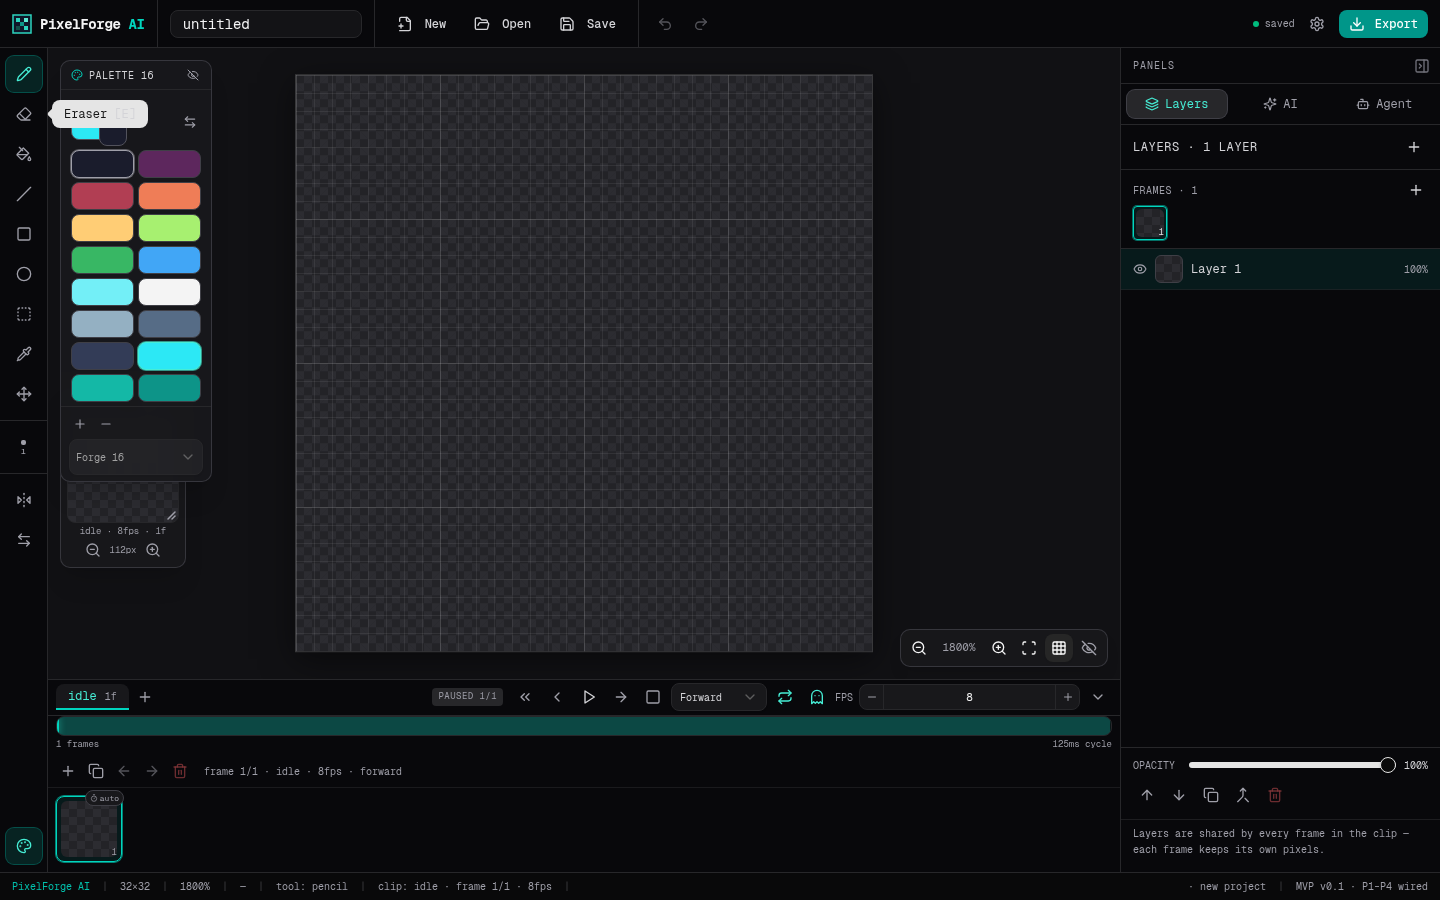 PixelForge AI
untitled
New
Open
Save
saved
Export
PALETTE 16
Eraser [E]
Forge 16
idle · 8fps · 1f
112px
1
1800%
PANELS
Layers
AI
Agent
LAYERS · 1 LAYER
FRAMES · 1
1
Layer 1
100%
OPACITY
100%
Layers are shared by every frame in the clip —
each frame keeps its own pixels.
idle 1f
PAUSED 1/1
Forward
FPS
8
1 frames
125ms cycle
frame 1/1 · idle · 8fps · forward
auto
1
PixelForge AI
32×32
1800%
—
tool: pencil
clip: idle · frame 1/1 · 8fps
· new project
MVP v0.1 · P1–P4 wired